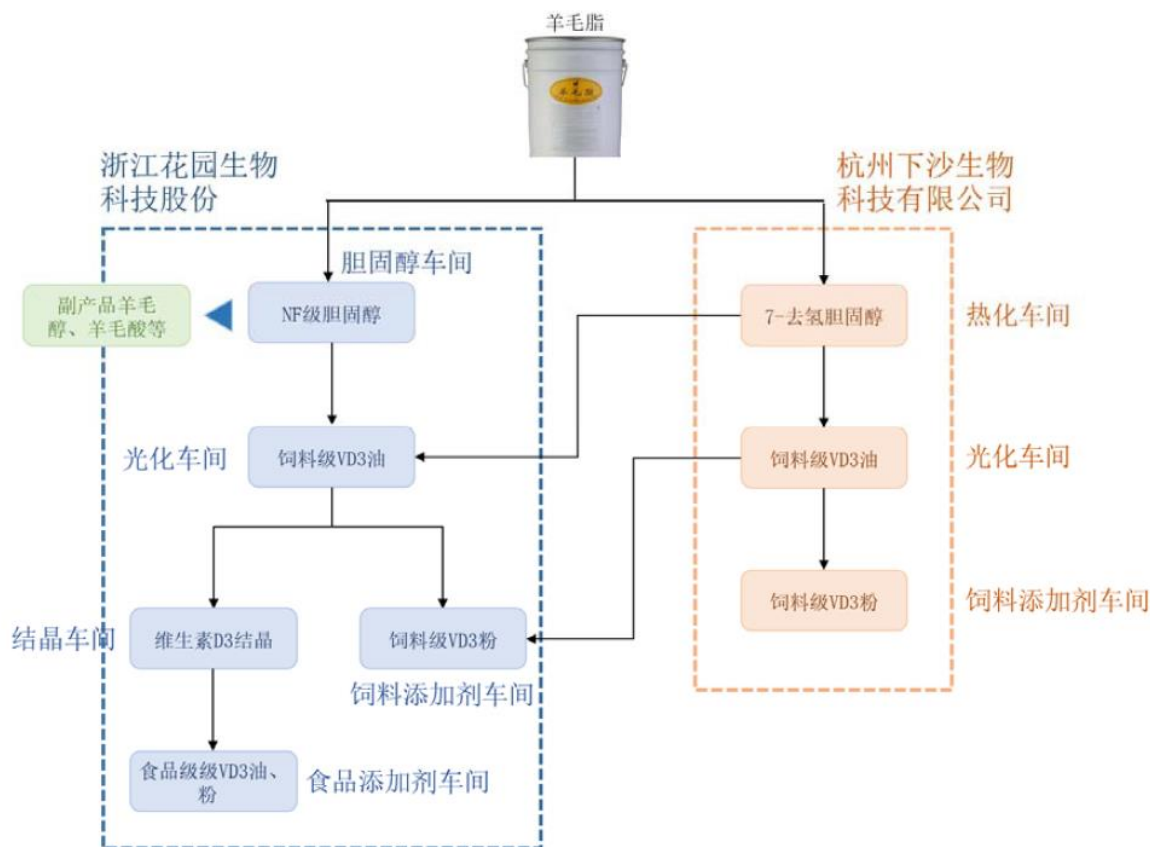 羊毛脂
羊毛脂
浙江花园生物
科技股份
杭州下沙生物
科技有限公司
胆固醇车间
副产品羊毛
醇、羊毛酸等
NF级胆固醇
7-去氢胆固醇
热化车间
光化车间
饲料级VD3油
饲料级VD3油
光化车间
饲料级VD3粉
饲料添加剂车间
结晶车间
维生素D3结晶
饲料级VD3粉
饲料添加剂车间
食品级级VD3油、
粉
食品添加剂车间